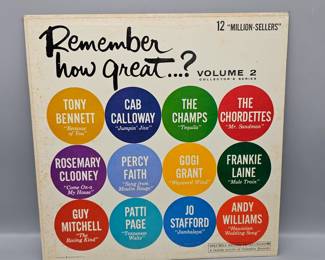 Remember
how great...?
12 "MILLION-SELLERS"
VOLUME 2
COLLECTOR'S SERIES
TONY
BENNETT
"Because
of You"
CAB
CALLOWAY
"Jumpin' Jive"
THE
CHAMPS
"Tequila"
THE
CHORDETTES
"Mr. Sandman"
ROSEMARY
CLOONEY
"Come On-a
My House"
PERCY
FAITH
"Song from
Moulin Rouge"
GOGI
GRANT
"Wayward Wind"
FRANKIE
LAINE
"Mule Train"
GUY
MITCHELL
"The
Roving Kind"
PATTI
PAGE
"Tennessee
Waltz"
JO
STAFFORD
"Jambalaya"
ANDY
WILLIAMS
"Hawaiian
Wedding Song"